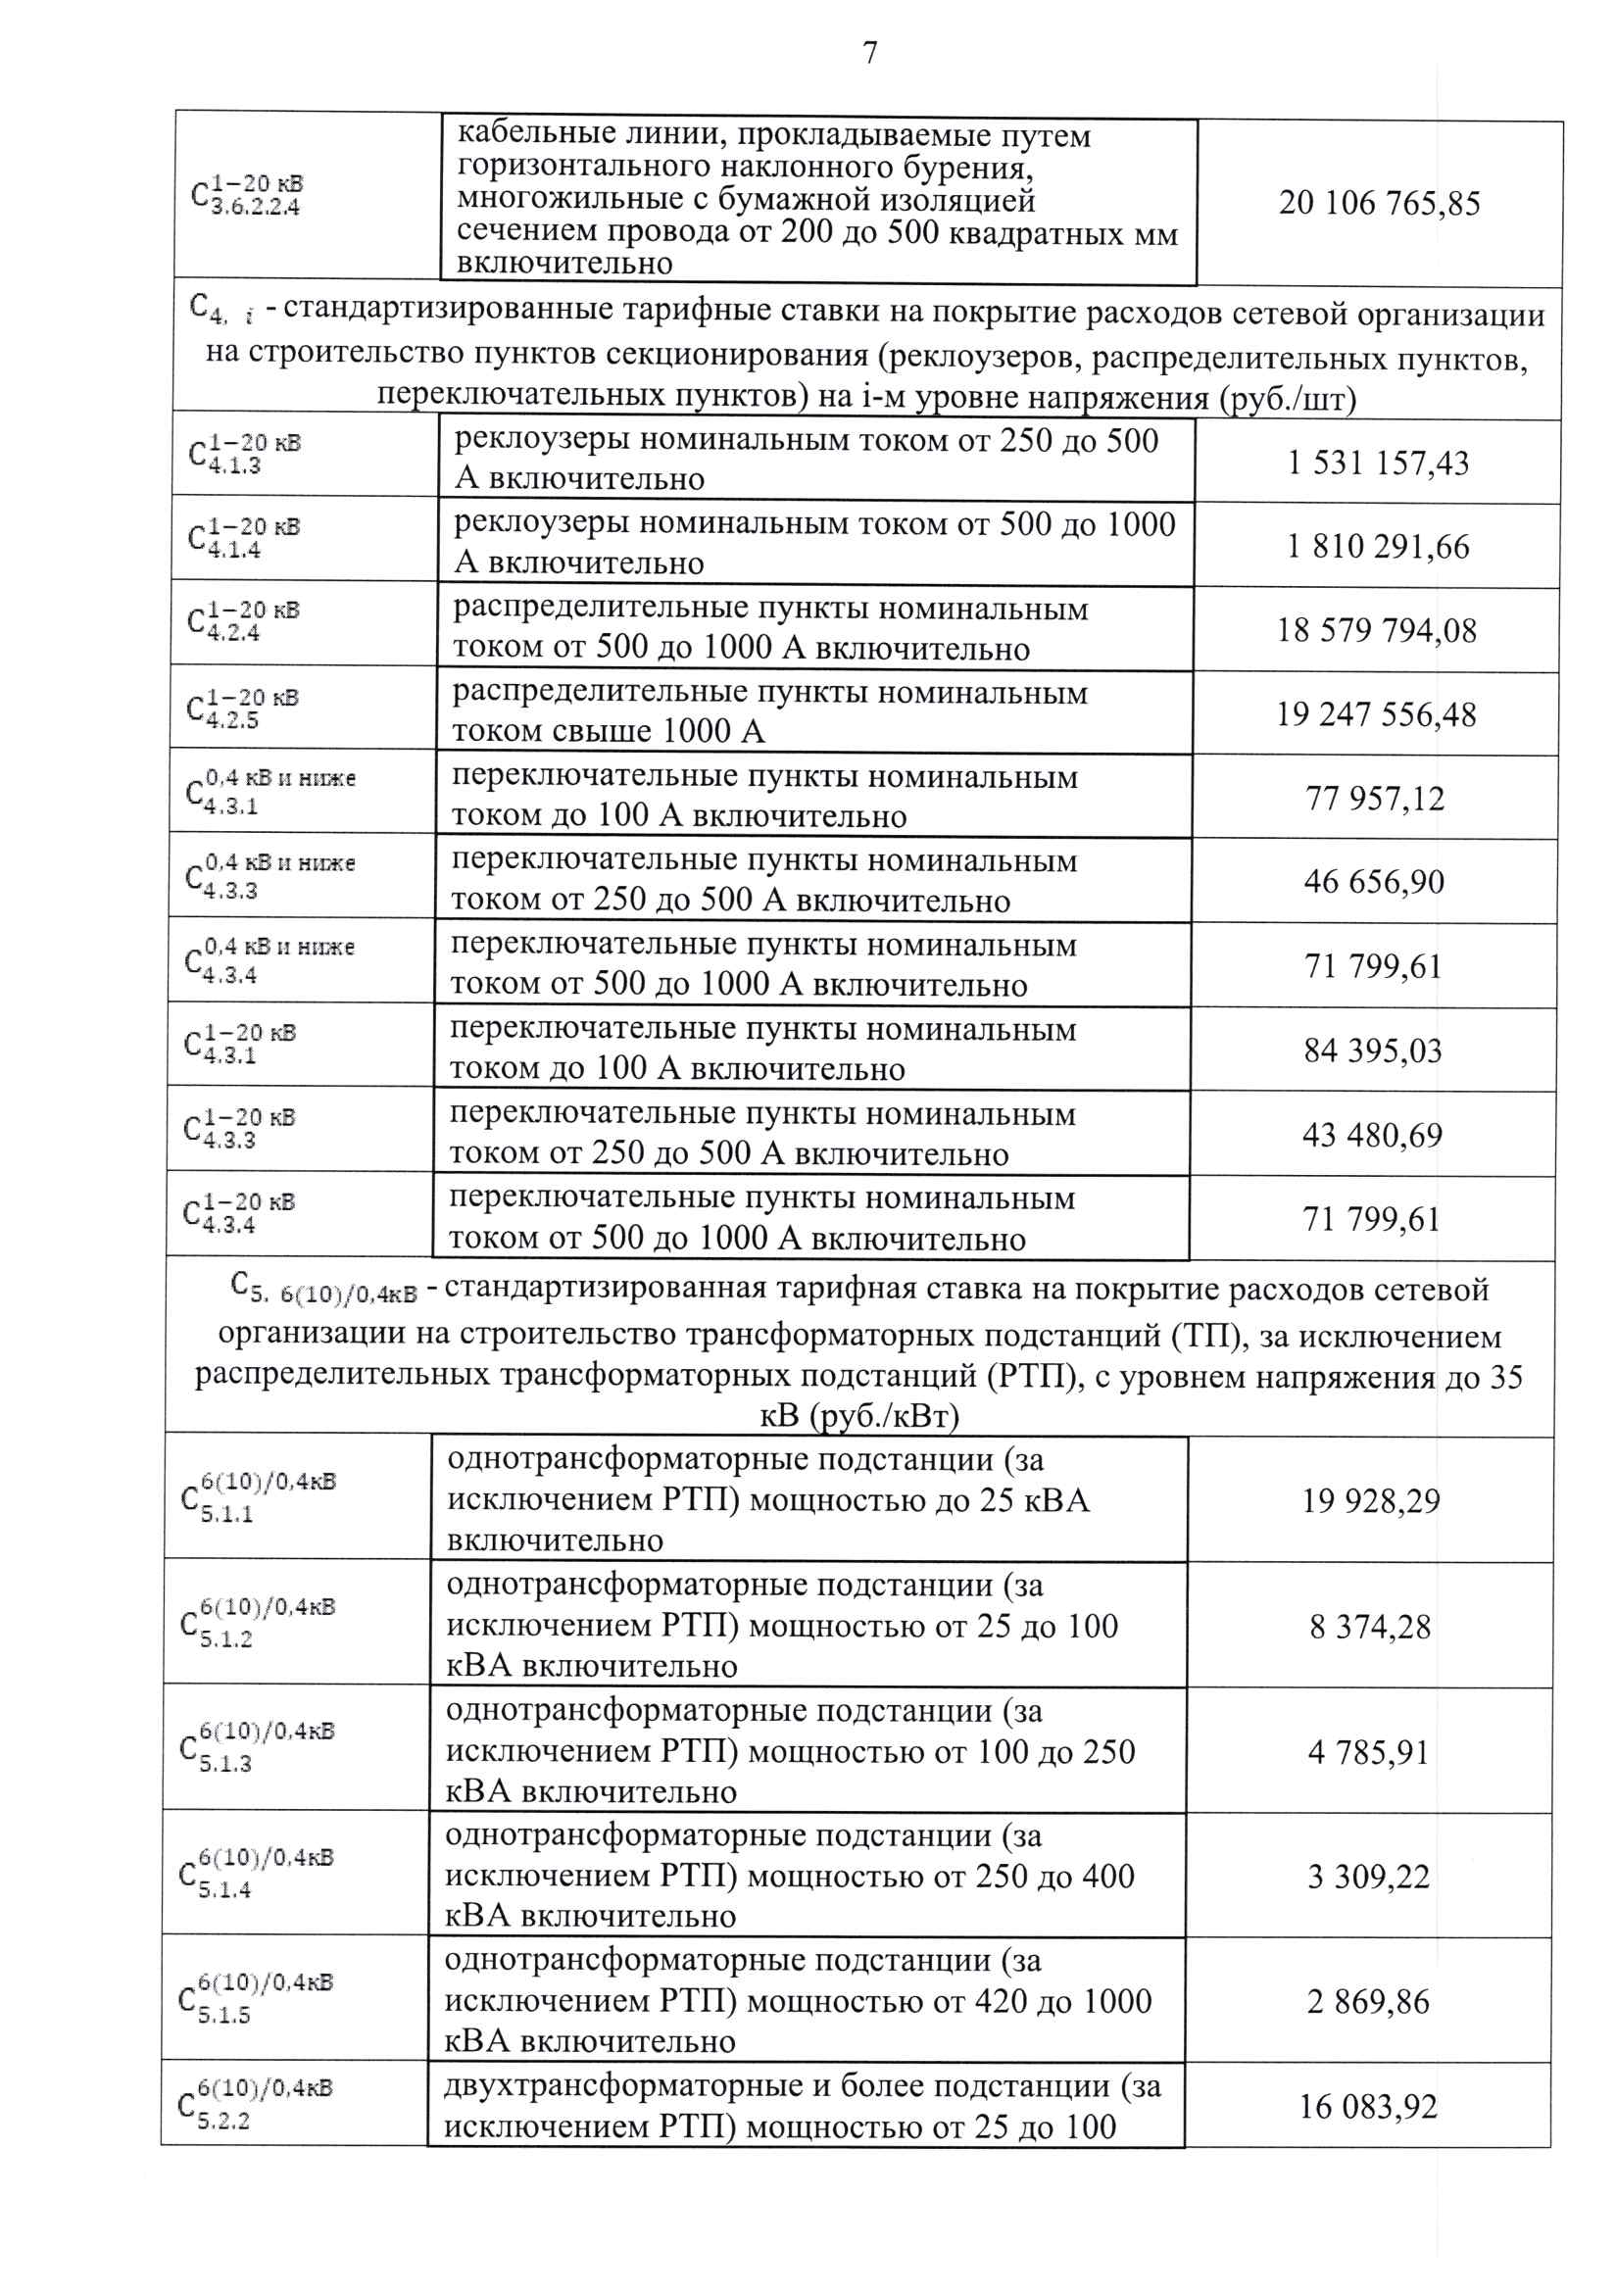 7
С 1–20 кВ 3.6.2.2.4
кабельные линии, прокладываемые путем
горизонтального наклонного бурения,
многожильные с бумажной изоляцией
сечением провода от 200 до 500 квадратных мм
включительно
20 106 765,85
С4, i - стандартизированные тарифные ставки на покрытие расходов сетевой организации
на строительство пунктов секционирования (реклоузеров, распределительных пунктов,
переключательных пунктов) на i-м уровне напряжения (руб./шт)
С 1–20 кВ 4.1.3
реклоузеры номинальным током от 250 до 500
А включительно
1 531 157,43
С 1–20 кВ 4.1.4
реклоузеры номинальным током от 500 до 1000
А включительно
1 810 291,66
С 1–20 кВ 4.2.4
распределительные пункты номинальным
током от 500 до 1000 А включительно
18 579 794,08
С 1–20 кВ 4.2.5
распределительные пункты номинальным
током свыше 1000 А
19 247 556,48
С 0,4 кВ и ниже 4.3.1
переключательные пункты номинальным
током до 100 А включительно
77 957,12
С 0,4 кВ и ниже 4.3.3
переключательные пункты номинальным
током от 250 до 500 А включительно
46 656,90
С 0,4 кВ и ниже 4.3.4
переключательные пункты номинальным
током от 500 до 1000 А включительно
71 799,61
С 1–20 кВ 4.3.1
переключательные пункты номинальным
током до 100 А включительно
84 395,03
С 1–20 кВ 4.3.3
переключательные пункты номинальным
током от 250 до 500 А включительно
43 480,69
С 1–20 кВ 4.3.4
переключательные пункты номинальным
током от 500 до 1000 А включительно
71 799,61
С5. 6(10)/0,4кВ - стандартизированная тарифная ставка на покрытие расходов сетевой
организации на строительство трансформаторных подстанций (ТП), за исключением
распределительных трансформаторных подстанций (РТП), с уровнем напряжения до 35
кВ (руб./кВт)
С 6(10)/0,4кВ 5.1.1
однотрансформаторные подстанции (за
исключением РТП) мощностью до 25 кВА
включительно
19 928,29
С 6(10)/0,4кВ 5.1.2
однотрансформаторные подстанции (за
исключением РТП) мощностью от 25 до 100
кВА включительно
8 374,28
С 6(10)/0,4кВ 5.1.3
однотрансформаторные подстанции (за
исключением РТП) мощностью от 100 до 250
кВА включительно
4 785,91
С 6(10)/0,4кВ 5.1.4
однотрансформаторные подстанции (за
исключением РТП) мощностью от 250 до 400
кВА включительно
3 309,22
С 6(10)/0,4кВ 5.1.5
однотрансформаторные подстанции (за
исключением РТП) мощностью от 420 до 1000
кВА включительно
2 869,86
С 6(10)/0,4кВ 5.2.2
двухтрансформаторные и более подстанции (за
исключением РТП) мощностью от 25 до 100
16 083,92